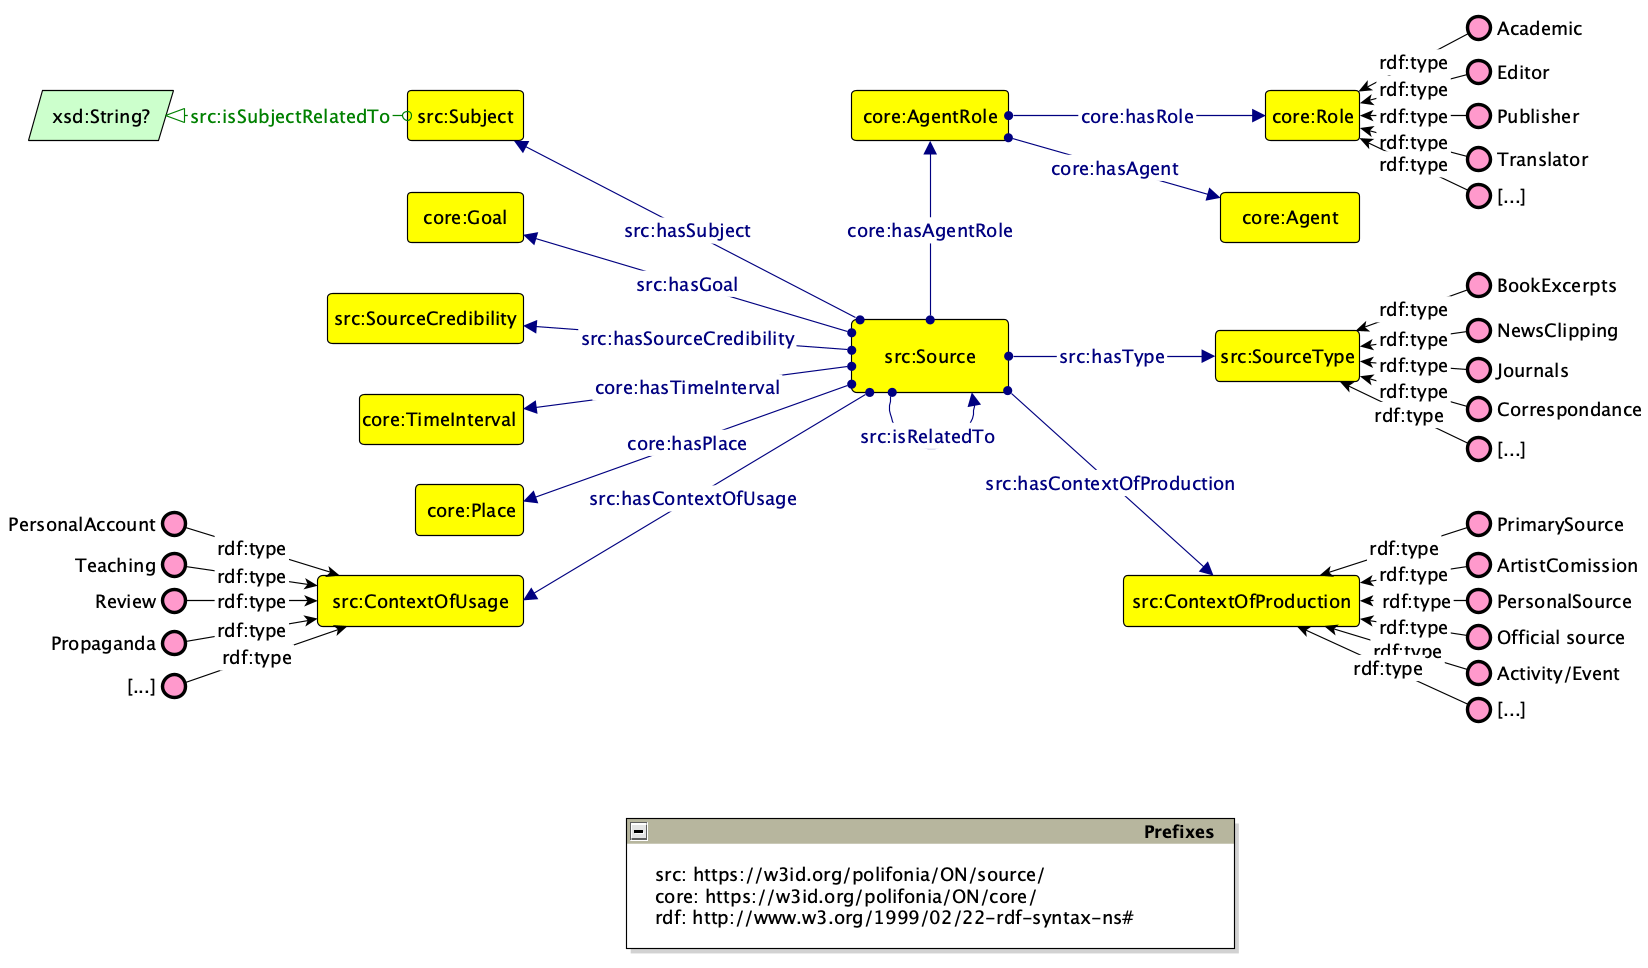 Academic
rdf:type
Editor
rdf:type
xsd:String?
src:isSubjectRelatedTo
src:Subject
core:AgentRole
core:hasRole
core:Role
rdf:type
Publisher
rdf:type
Translator
core:hasAgent
rdf:type
[...]
core:Goal
core:Agent
src:hasSubject
core:hasAgentRole
src:hasGoal
BookExcerpts
rdf:type
src:SourceCredibility
NewsClipping
src:hasSourceCredibility
rdf:type
src:Source
src:hasType
src:SourceType
rdf:type
Journals
core:hasTimeInterval
rdf:type
Correspondance
core:TimeInterval
rdf:type
src:isRelatedTo
core:hasPlace
[...]
src:hasContextOfProduction
src:hasContextOfUsage
core:Place
PersonalAccount
PrimarySource
rdf:type
rdf:type
Teaching
ArtistComission
rdf:type
rdf:type
Review
rdf:type
src:ContextOfUsage
src:ContextOfProduction
rdf:type
PersonalSource
rdf:type
rdf:type
Official source
Propaganda
rdf:type
rdf:type
rdf:type
Activity/Event
[...]
[...]
Prefixes
src: https://w3id.org/polifonia/ON/source/
core: https://w3id.org/polifonia/ON/core/
rdf: http://www.w3.org/1999/02/22-rdf-syntax-ns#